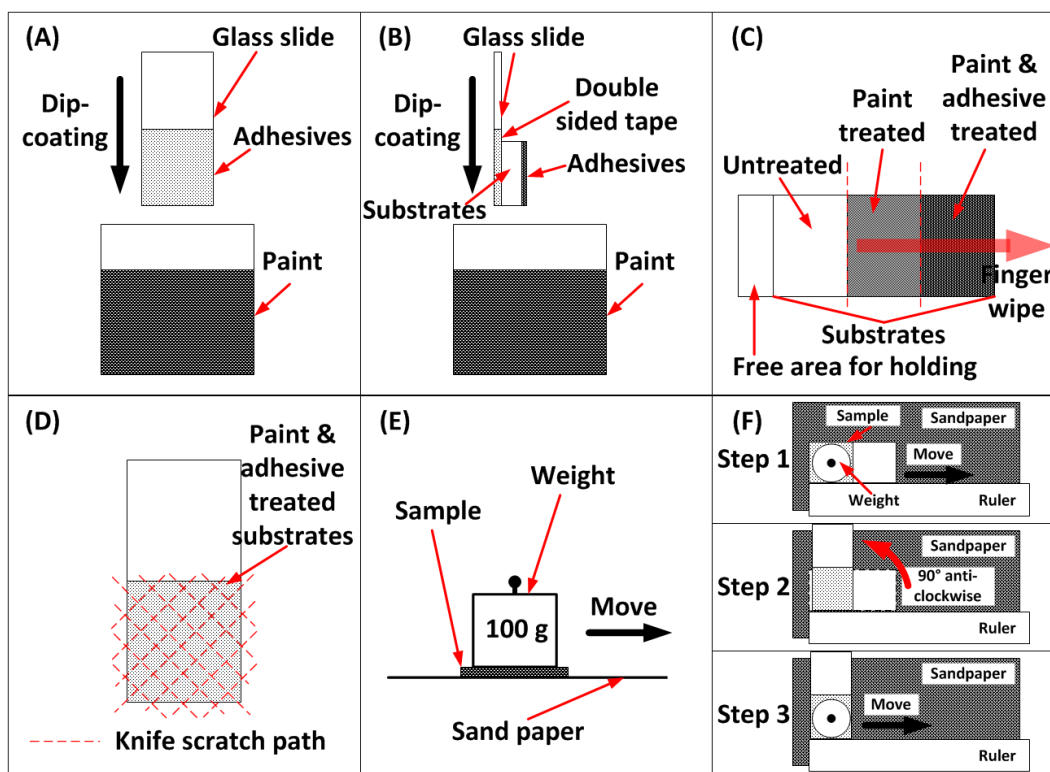 (A)
Glass slide
Dip-
coating
Adhesives
Paint
(B)
Glass slide
Dip-
coating
Double
sided tape
Adhesives
Substrates
Paint
(C)
Paint &
adhesive
treated
Paint
treated
Untreated
Finger
wipe
Substrates
Free area for holding
(D)
Paint &
adhesive
treated
substrates
Knife scratch path
(E)
Weight
Sample
Move
100 g
Sand paper
(F)
Step 1
Sample
Sandpaper
Move
Weight
Ruler
Step 2
Sandpaper
90° anti-
clockwise
Ruler
Step 3
Sandpaper
Move
Ruler